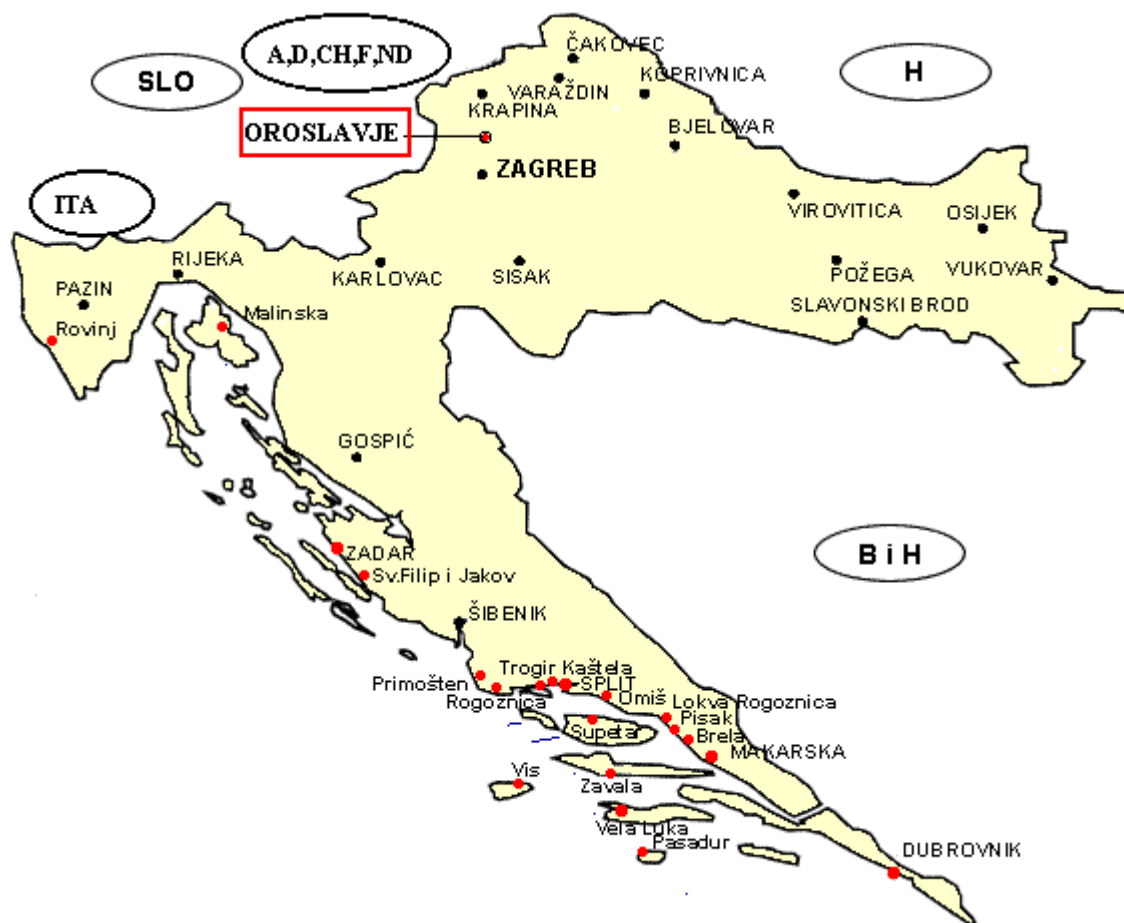 A,D,CH,F,ND
ČAKOVEC
SLO
H
VARAŽDIN
KOPRIVNICA
KRAPINA
OROSLAVJE
BJELOVAR
ZAGREB
ITA
VIROVITICA
OSIJEK
RIJEKA
KARLOVAC
SISAK
POŽEGA
VUKOVAR
PAZIN
Malinska
SLAVONSKI BROD
Rovinj
GOSPIĆ
ZADAR
B i H
Sv.Filip i Jakov
ŠIBENIK
Trogir
Kaštela
Primošten
SPLIT
Rogoznica
Omiš
Lokva Rogoznica
Pisak
Supetar
Brela
MAKARSKA
Vis
Zavala
Vela Luka
Pasadur
DUBROVNIK